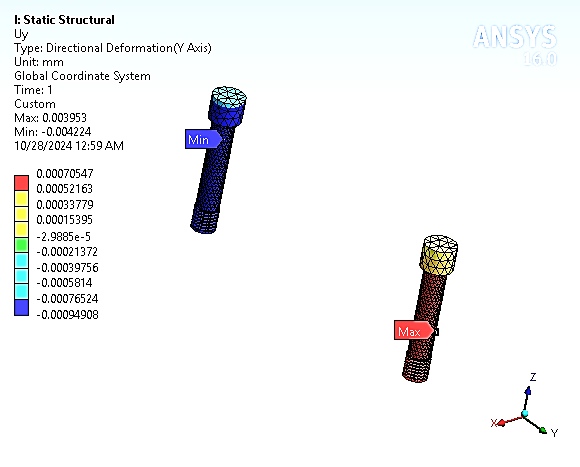 I: Static Structural
Uy
Type: Directional Deformation(Y Axis)
Unit: mm
Global Coordinate System
Time: 1
Custom
Max: 0.003953
Min: -0.004224
10/28/2024 12:59 AM
ANSYS
16.0
0.00070547
0.00052163
0.00033779
0.00015395
-2.9885e-5
-0.00021372
-0.00039756
-0.0005814
-0.00076524
-0.00094908
Min
Max
Z
X
Y